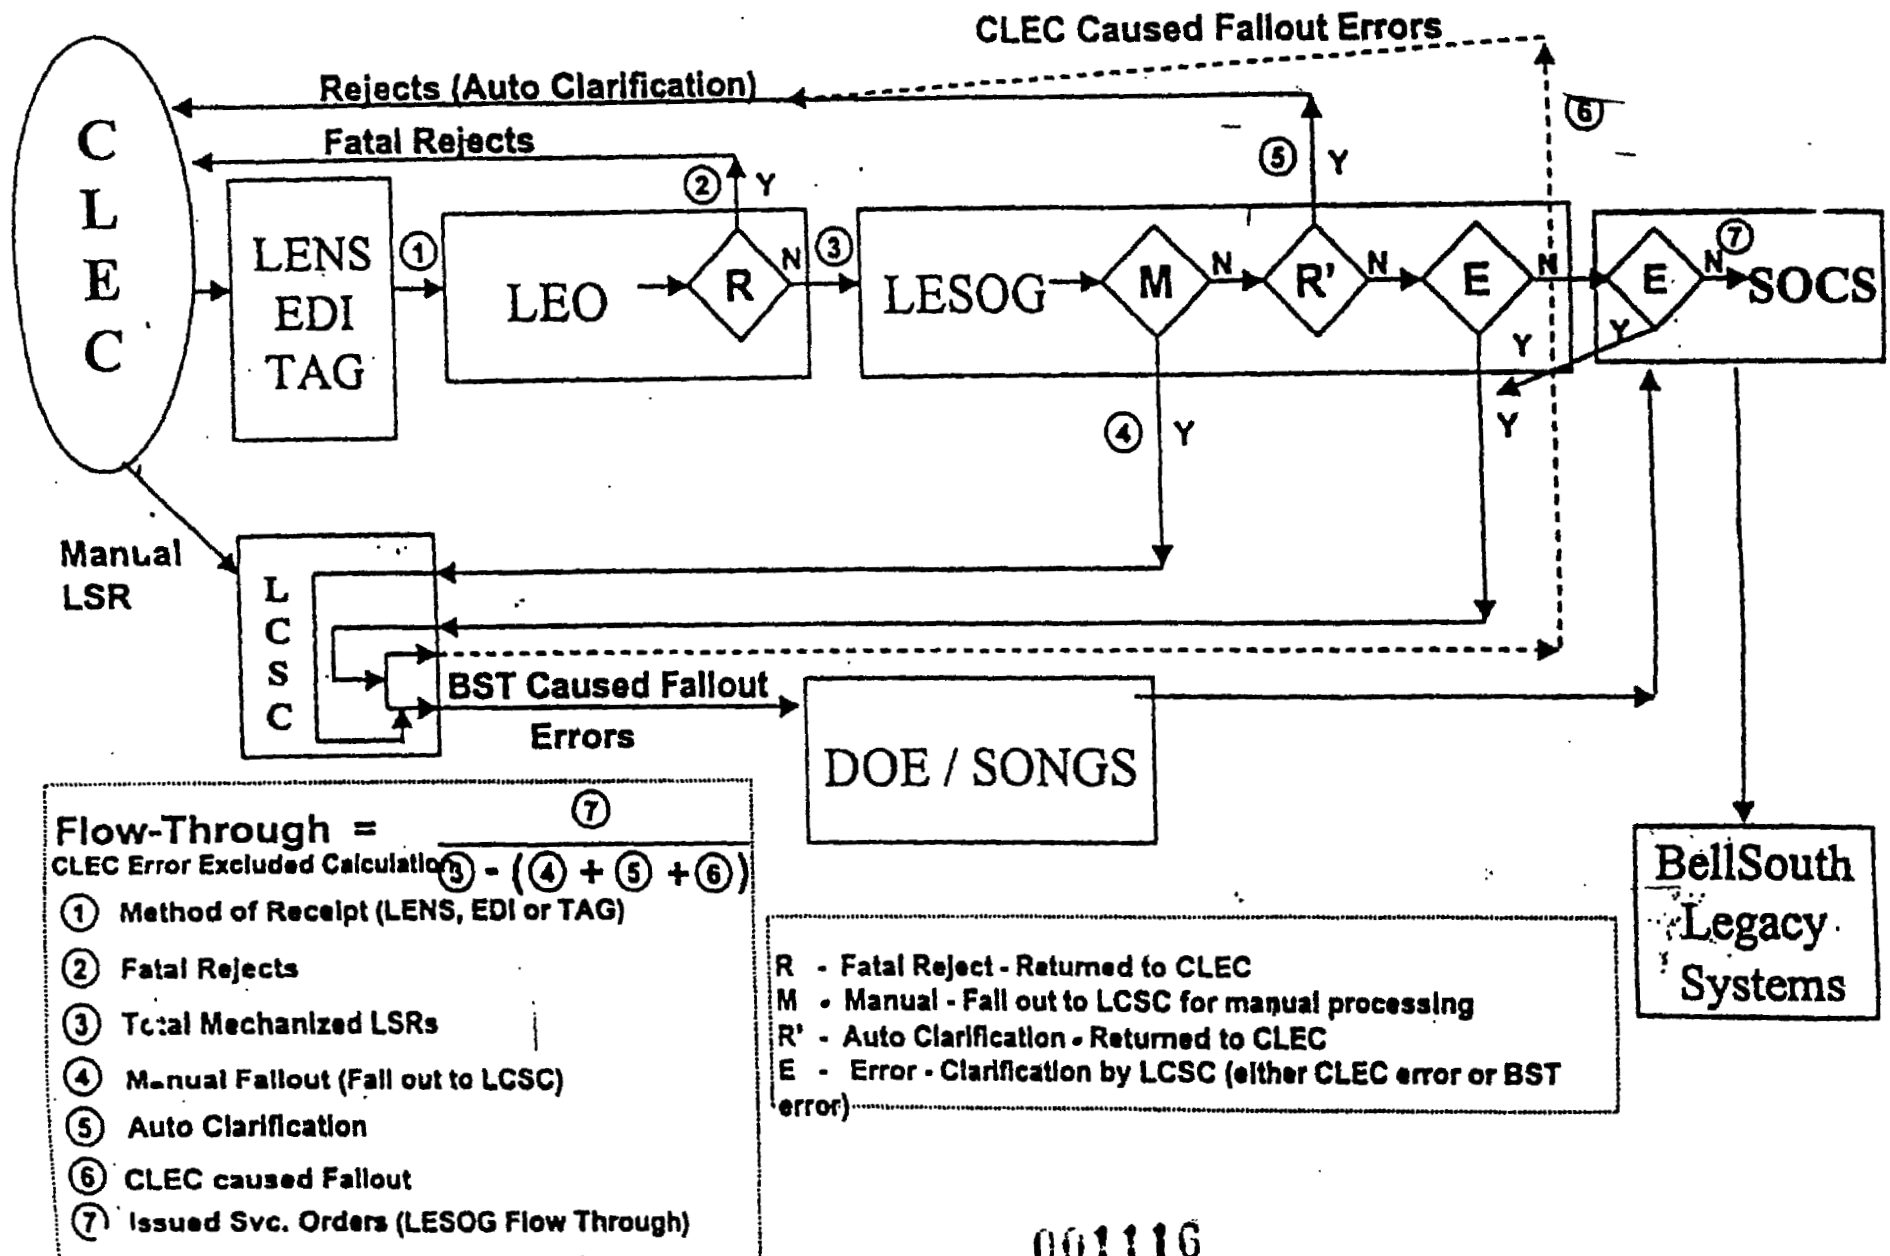 CLEC Caused Fallout Errors
Rejects (Auto Clarification)
Fatal Rejects
C
L
E
C
6
5
Y
2
Y
LENS
EDI
TAG
1
LEO
R
N
3
LESOG
M
N
R'
N
E
N
E
N
7
SOCS
Y
Y
Y
4
Y
Manual
LSR
L
C
S
C
BST Caused Fallout
Errors
DOE / SONGS
BellSouth
Legacy
Systems
Flow-Through = 7
CLEC Error Excluded Calculation 3 - (4 + 5 + 6)
1 Method of Receipt (LENS, EDI or TAG)
2 Fatal Rejects
3 Total Mechanized LSRs
4 Manual Fallout (Fall out to LCSC)
5 Auto Clarification
6 CLEC caused Fallout
7 Issued Svc. Orders (LESOG Flow Through)
R - Fatal Reject - Returned to CLEC
M - Manual - Fall out to LCSC for manual processing
R' - Auto Clarification - Returned to CLEC
E - Error - Clarification by LCSC (either CLEC error or BST
error)
001116